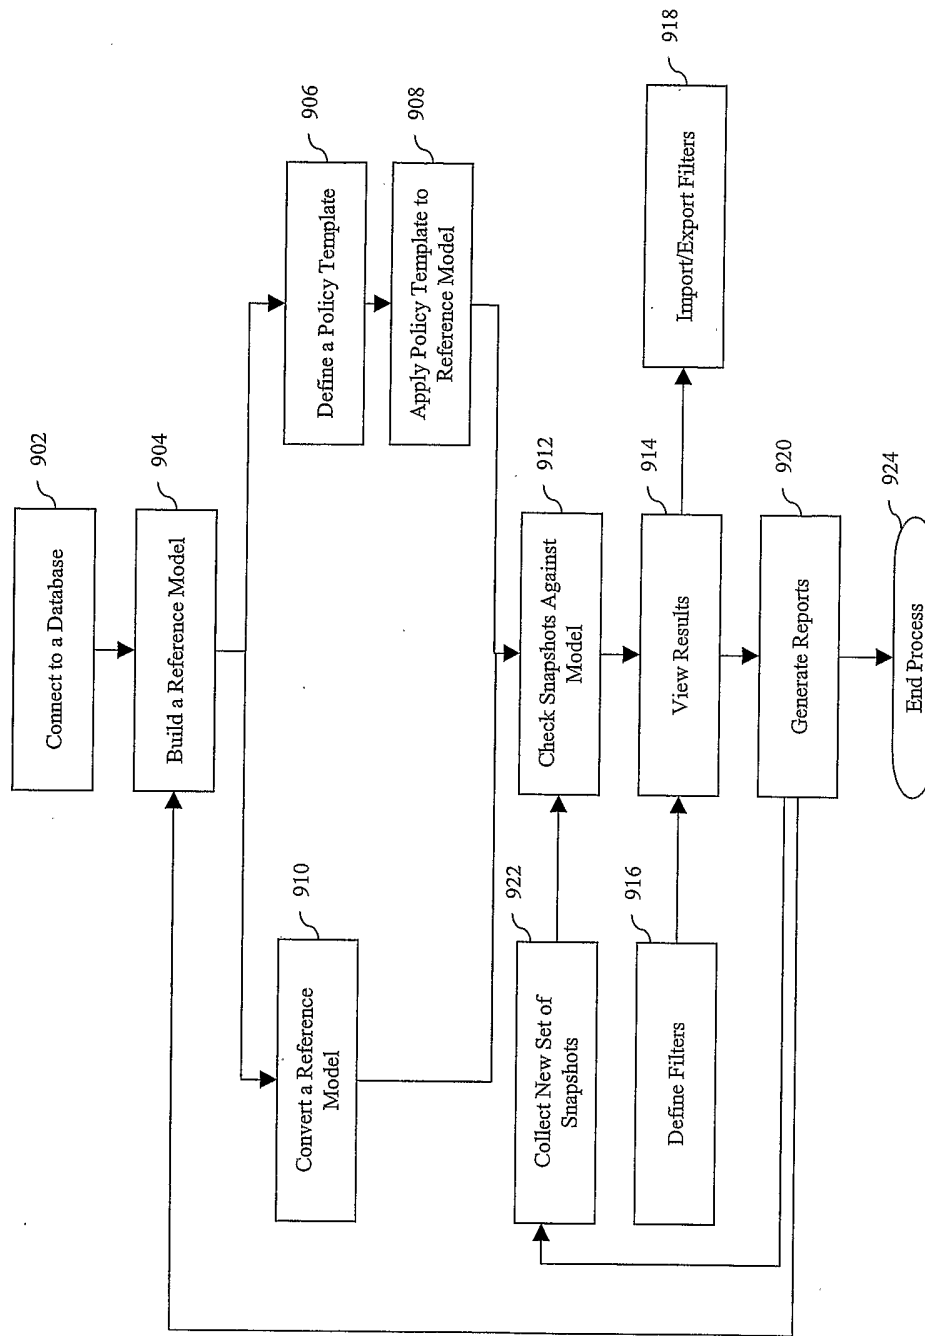 902
Connect to a Database
904
Build a Reference Model
906
Define a Policy Template
908
Apply Policy Template to
Reference Model
910
Convert a Reference
Model
912
Check Snapshots Against
Model
922
Collect New Set of
Snapshots
914
View Results
916
Define Filters
918
Import/Export Filters
920
Generate Reports
924
End Process